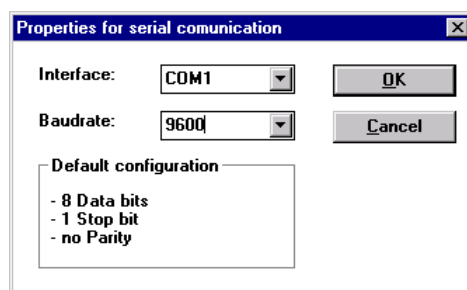 Properties for serial comunication
Interface: COM1 OK
Baudrate: 9600 Cancel
Default configuration
- 8 Data bits
- 1 Stop bit
- no Parity